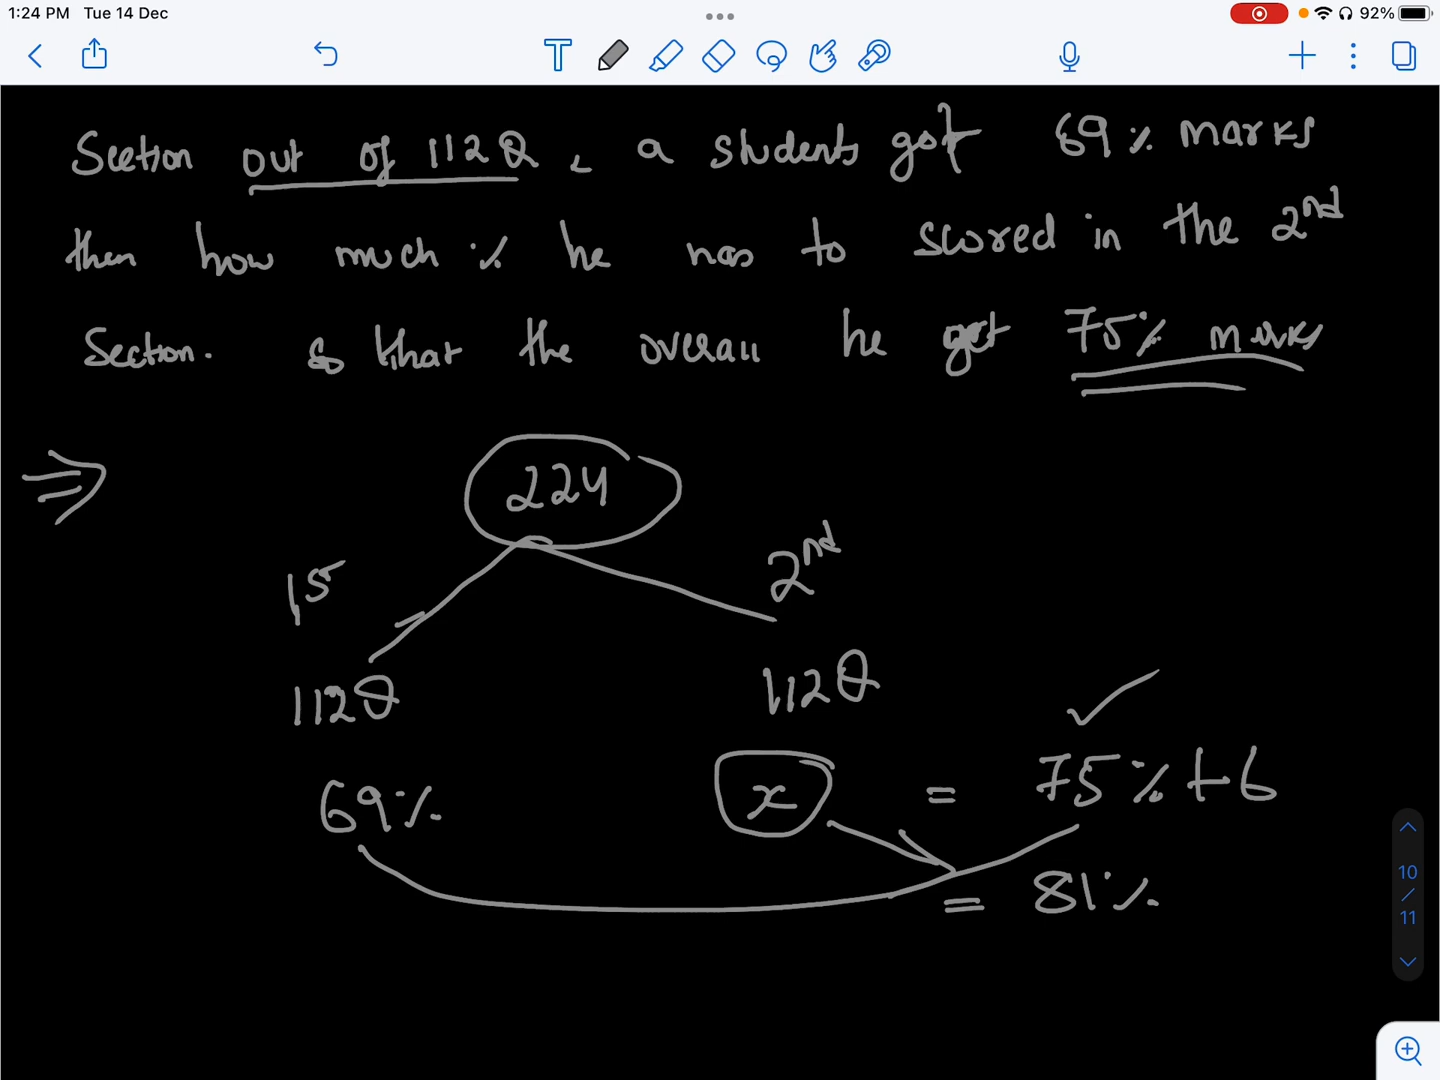 1:24 PM Tue 14 Dec
92%
Section out of 112Q, a students got 69% marks
then how much % he has to scored in the 2nd
Section. so that the overall he get 75% marks
224
1s
2nd
112Q 112Q
69% x = 75% + 6
= 81%
10
/
11